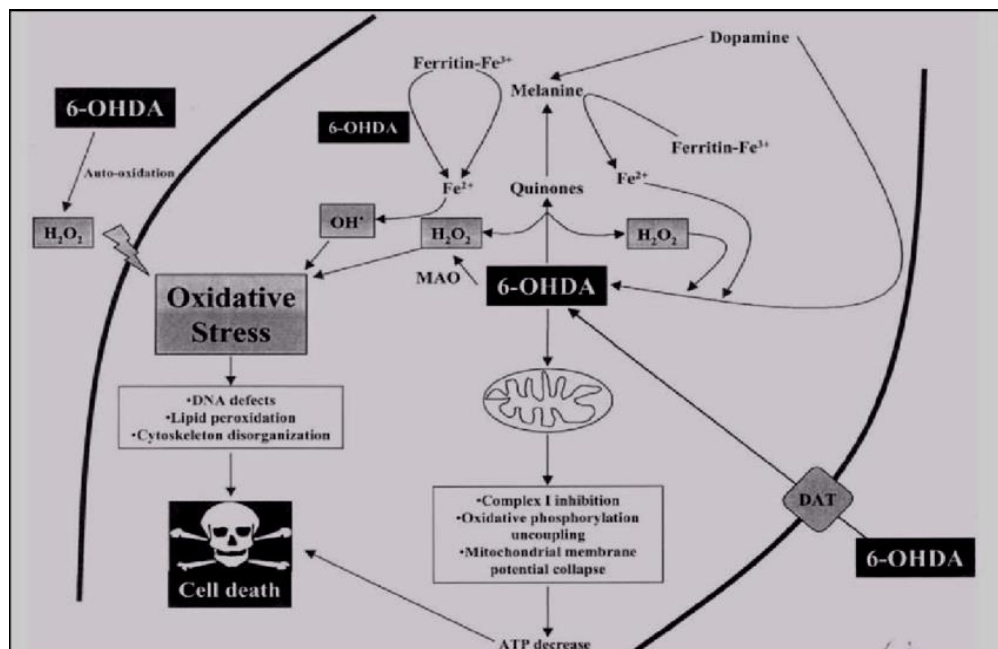 Dopamine
Ferritin-Fe³⁺
Melanine
6-OHDA
6-OHDA
Ferritin-Fe³⁺
Auto-oxidation
Fe²⁺
Quinones
Fe²⁺
OH•
H₂O₂
H₂O₂
H₂O₂
MAO
6-OHDA
Oxidative
Stress
•DNA defects
•Lipid peroxidation
•Cytoskeleton disorganization
•Complex I inhibition
•Oxidative phosphorylation
uncoupling
•Mitochondrial membrane
potential collapse
DAT
6-OHDA
Cell death
ATP decrease